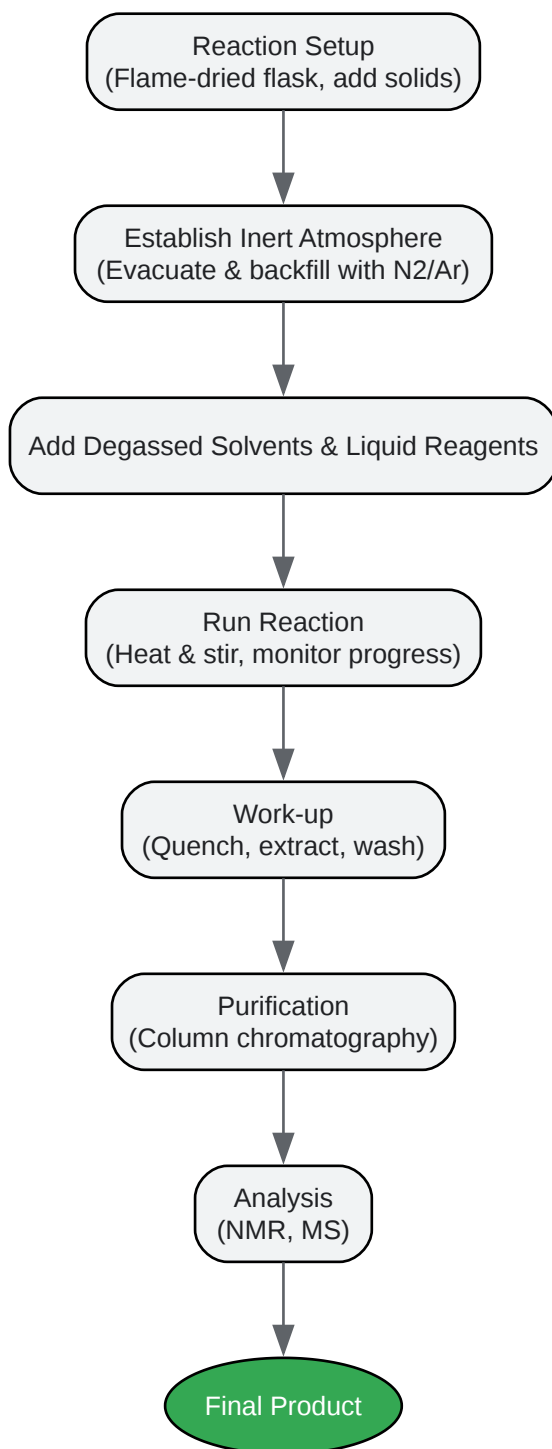 Reaction Setup
(Flame-dried flask, add solids)
Establish Inert Atmosphere
(Evacuate & backfill with N2/Ar)
Add Degassed Solvents & Liquid Reagents
Run Reaction
(Heat & stir, monitor progress)
Work-up
(Quench, extract, wash)
Purification
(Column chromatography)
Analysis
(NMR, MS)
Final Product